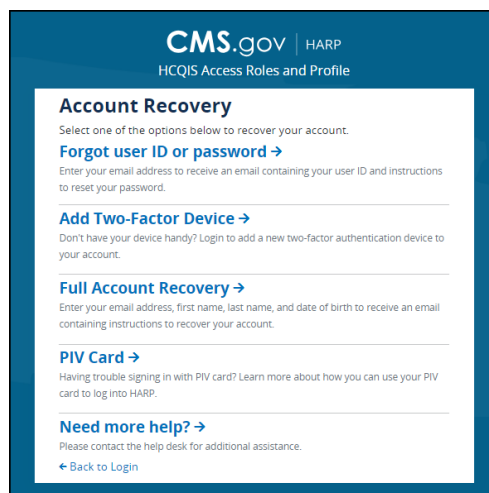 CMS.gov | HARP
HCQIS Access Roles and Profile
Account Recovery
Select one of the options below to recover your account.
Forgot user ID or password →
Enter your email address to receive an email containing your user ID and instructions
to reset your password.
Add Two-Factor Device →
Don't have your device handy? Login to add a new two-factor authentication device to
your account.
Full Account Recovery →
Enter your email address, first name, last name, and date of birth to receive an email
containing instructions to recover your account.
PIV Card →
Having trouble signing in with PIV card? Learn more about how you can use your PIV
card to log into HARP.
Need more help? →
Please contact the help desk for additional assistance.
← Back to Login